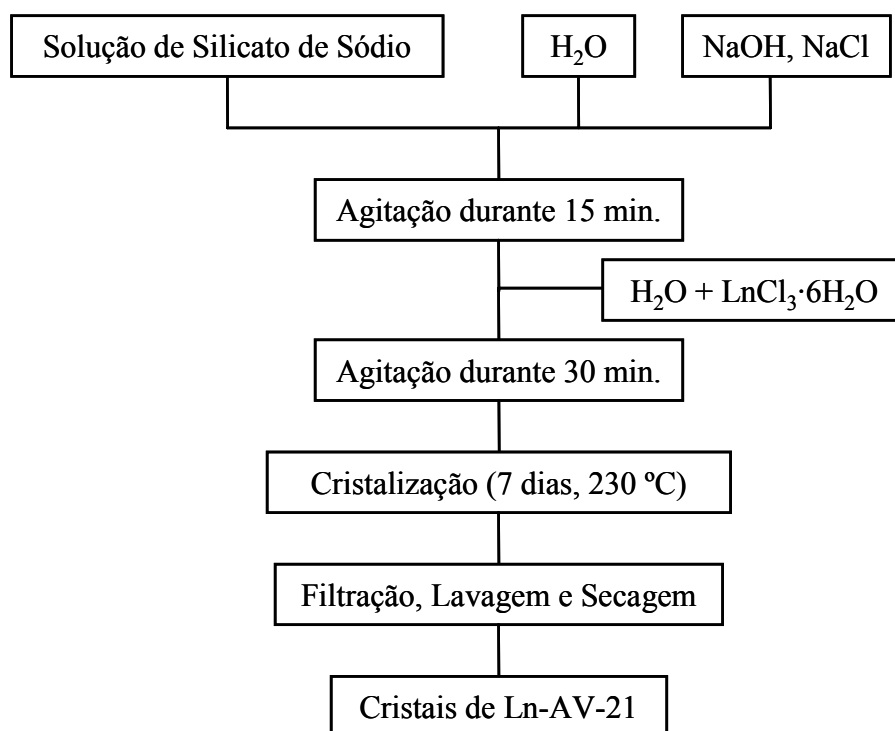 Solução de Silicato de Sódio
H₂O
NaOH, NaCl
Agitação durante 15 min.
H₂O + LnCl₃·6H₂O
Agitação durante 30 min.
Cristalização (7 dias, 230 ºC)
Filtração, Lavagem e Secagem
Cristais de Ln-AV-21